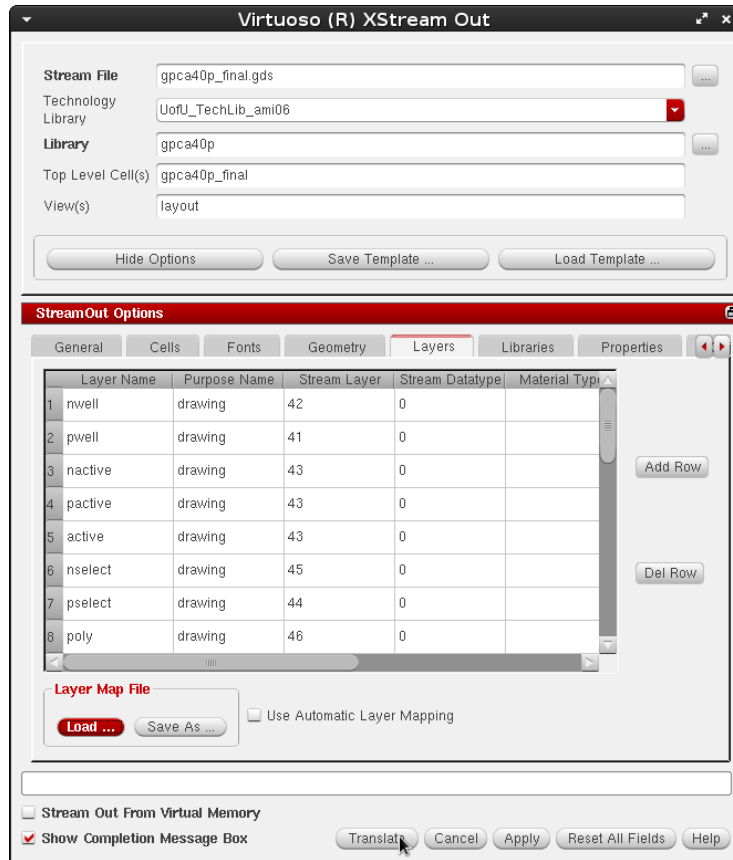 Virtuoso (R) XStream Out
Stream File gpca40p_final.gds ...
Technology
Library UofU_TechLib_ami06
Library gpca40p ...
Top Level Cell(s) gpca40p_final
View(s) layout
Hide Options Save Template ... Load Template ...
StreamOut Options
General Cells Fonts Geometry Layers Libraries Properties
Layer Name Purpose Name Stream Layer Stream Datatype Material Type
1 nwell drawing 42 0
2 pwell drawing 41 0
3 nactive drawing 43 0
4 pactive drawing 43 0
5 active drawing 43 0
6 nselect drawing 45 0
7 pselect drawing 44 0
8 poly drawing 46 0
Add Row
Del Row
Layer Map File
Load ... Save As ... Use Automatic Layer Mapping
Stream Out From Virtual Memory
Show Completion Message Box Translate Cancel Apply Reset All Fields Help